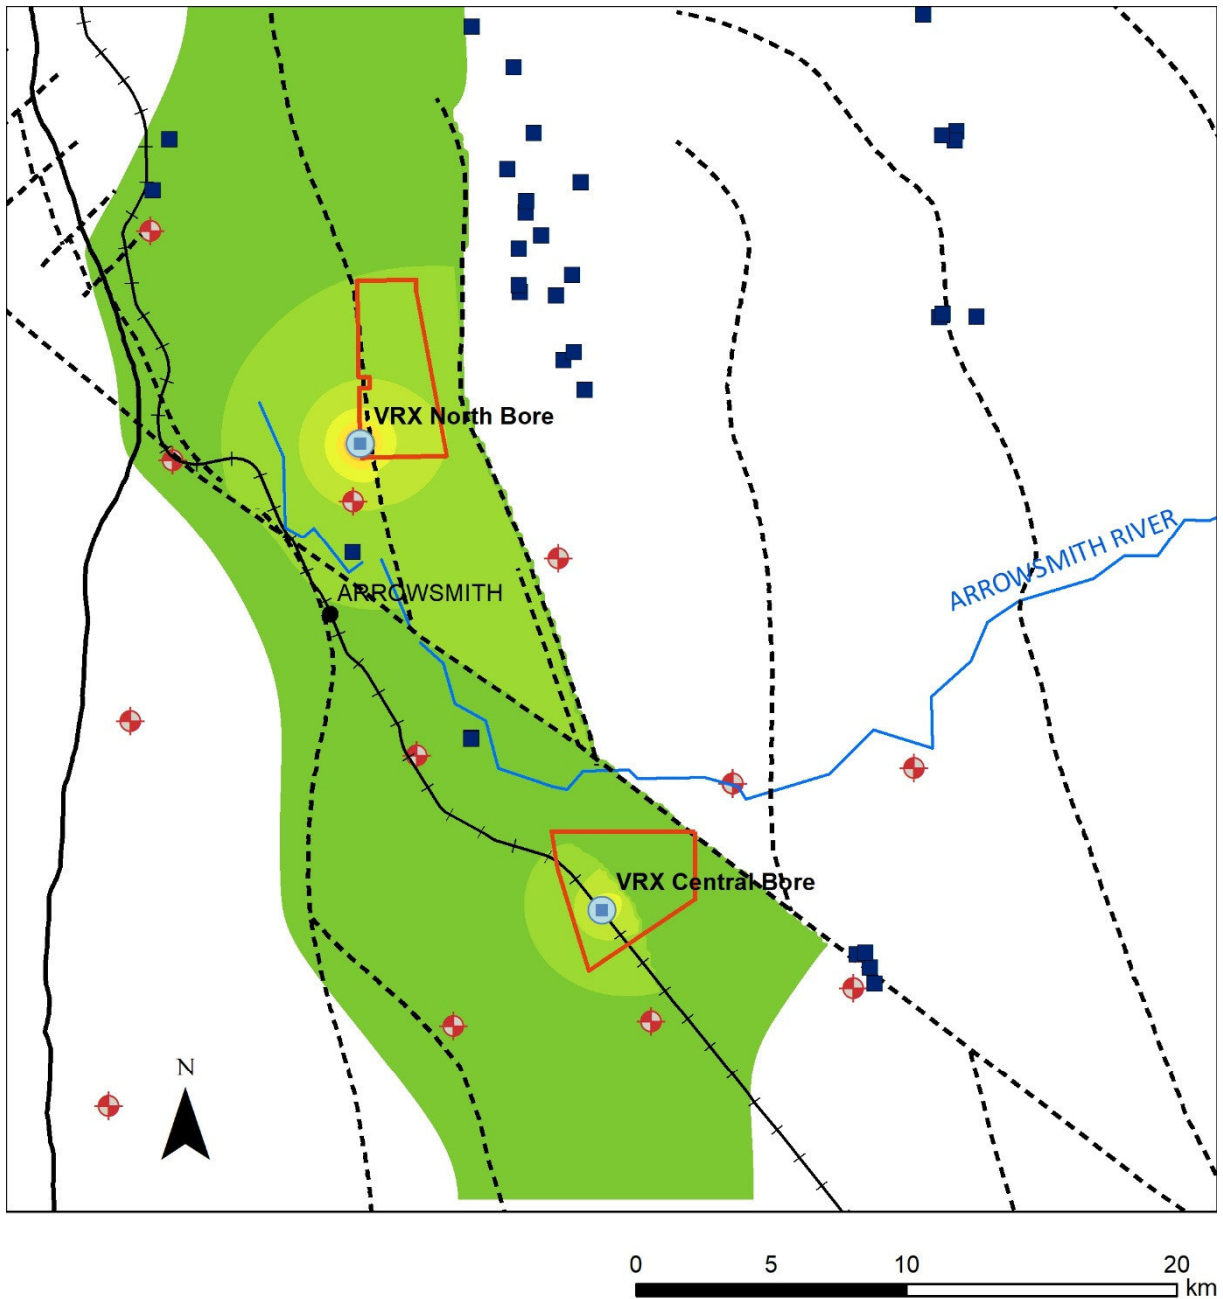 VRX North Bore
ARROWSMITH RIVER
ARROWSMITH
VRX Central Bore
N
0 5 10 20
km